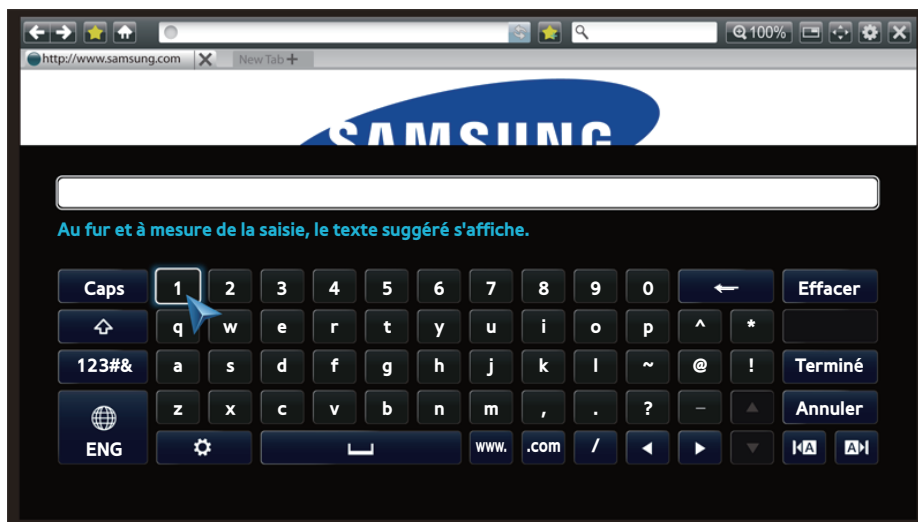 100%
http://www.samsung.com New Tab +
SAMSUNG
Au fur et à mesure de la saisie, le texte suggéré s'affiche.
Caps 1 2 3 4 5 6 7 8 9 0 Effacer
q w e r t y u i o p ^ *
123#& a s d f g h j k l ~ @ ! Terminé
z x c v b n m , . ? - Annuler
ENG www. .com / A A